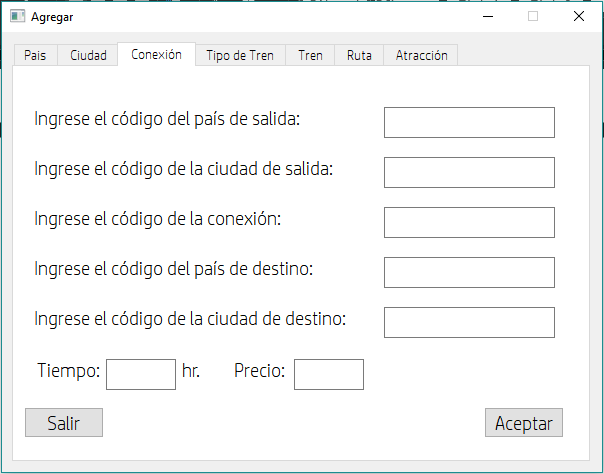 Agregar
Pais Ciudad Conexión Tipo de Tren Tren Ruta Atracción
Ingrese el código del país de salida:
Ingrese el código de la ciudad de salida:
Ingrese el código de la conexión:
Ingrese el código del país de destino:
Ingrese el código de la ciudad de destino:
Tiempo: hr. Precio:
Salir Aceptar